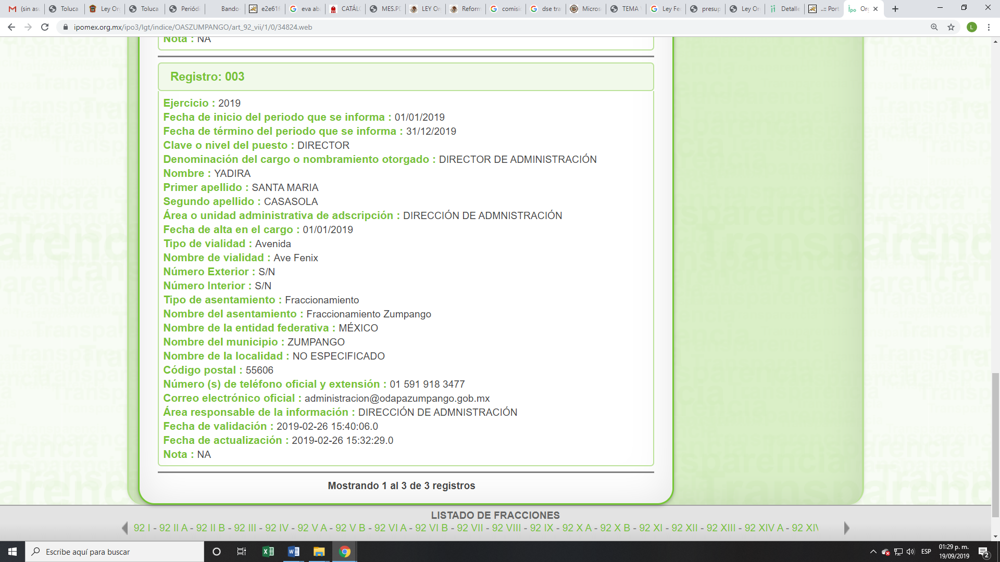 (sin asu
Toluca
Ley Or
Toluca
Periódi
Bando
e2e61f
eva aba
CATÁLO
MES.PD
LEY Or
Reform
comisió
dse tra
Micros
TEMA
Ley Fed
presup
Ley Or
Detalle
..:: Port
Org
ipomex.org.mx/ipo3/lgt/indice/OASZUMPANGO/art_92_vii/1/0/34824.web
L
Nota : NA
Registro: 003
Ejercicio : 2019
Fecha de inicio del periodo que se informa : 01/01/2019
Fecha de término del periodo que se informa : 31/12/2019
Clave o nivel del puesto : DIRECTOR
Denominación del cargo o nombramiento otorgado : DIRECTOR DE ADMINISTRACIÓN
Nombre : YADIRA
Primer apellido : SANTA MARIA
Segundo apellido : CASASOLA
Área o unidad administrativa de adscripción : DIRECCIÓN DE ADMNISTRACIÓN
Fecha de alta en el cargo : 01/01/2019
Tipo de vialidad : Avenida
Nombre de vialidad : Ave Fenix
Número Exterior : S/N
Número Interior : S/N
Tipo de asentamiento : Fraccionamiento
Nombre del asentamiento : Fraccionamiento Zumpango
Nombre de la entidad federativa : MÉXICO
Nombre del municipio : ZUMPANGO
Nombre de la localidad : NO ESPECIFICADO
Código postal : 55606
Número (s) de teléfono oficial y extensión : 01 591 918 3477
Correo electrónico oficial : administracion@odapazumpango.gob.mx
Área responsable de la información : DIRECCIÓN DE ADMNISTRACIÓN
Fecha de validación : 2019-02-26 15:40:06.0
Fecha de actualización : 2019-02-26 15:32:29.0
Nota : NA
Mostrando 1 al 3 de 3 registros
LISTADO DE FRACCIONES
92 I - 92 II A - 92 II B - 92 III - 92 IV - 92 V A - 92 V B - 92 VI A - 92 VI B - 92 VII - 92 VIII - 92 IX - 92 X A - 92 X B - 92 XI - 92 XII - 92 XIII - 92 XIV A - 92 XIV
Escribe aquí para buscar
ESP
01:29 p. m.
19/09/2019
2